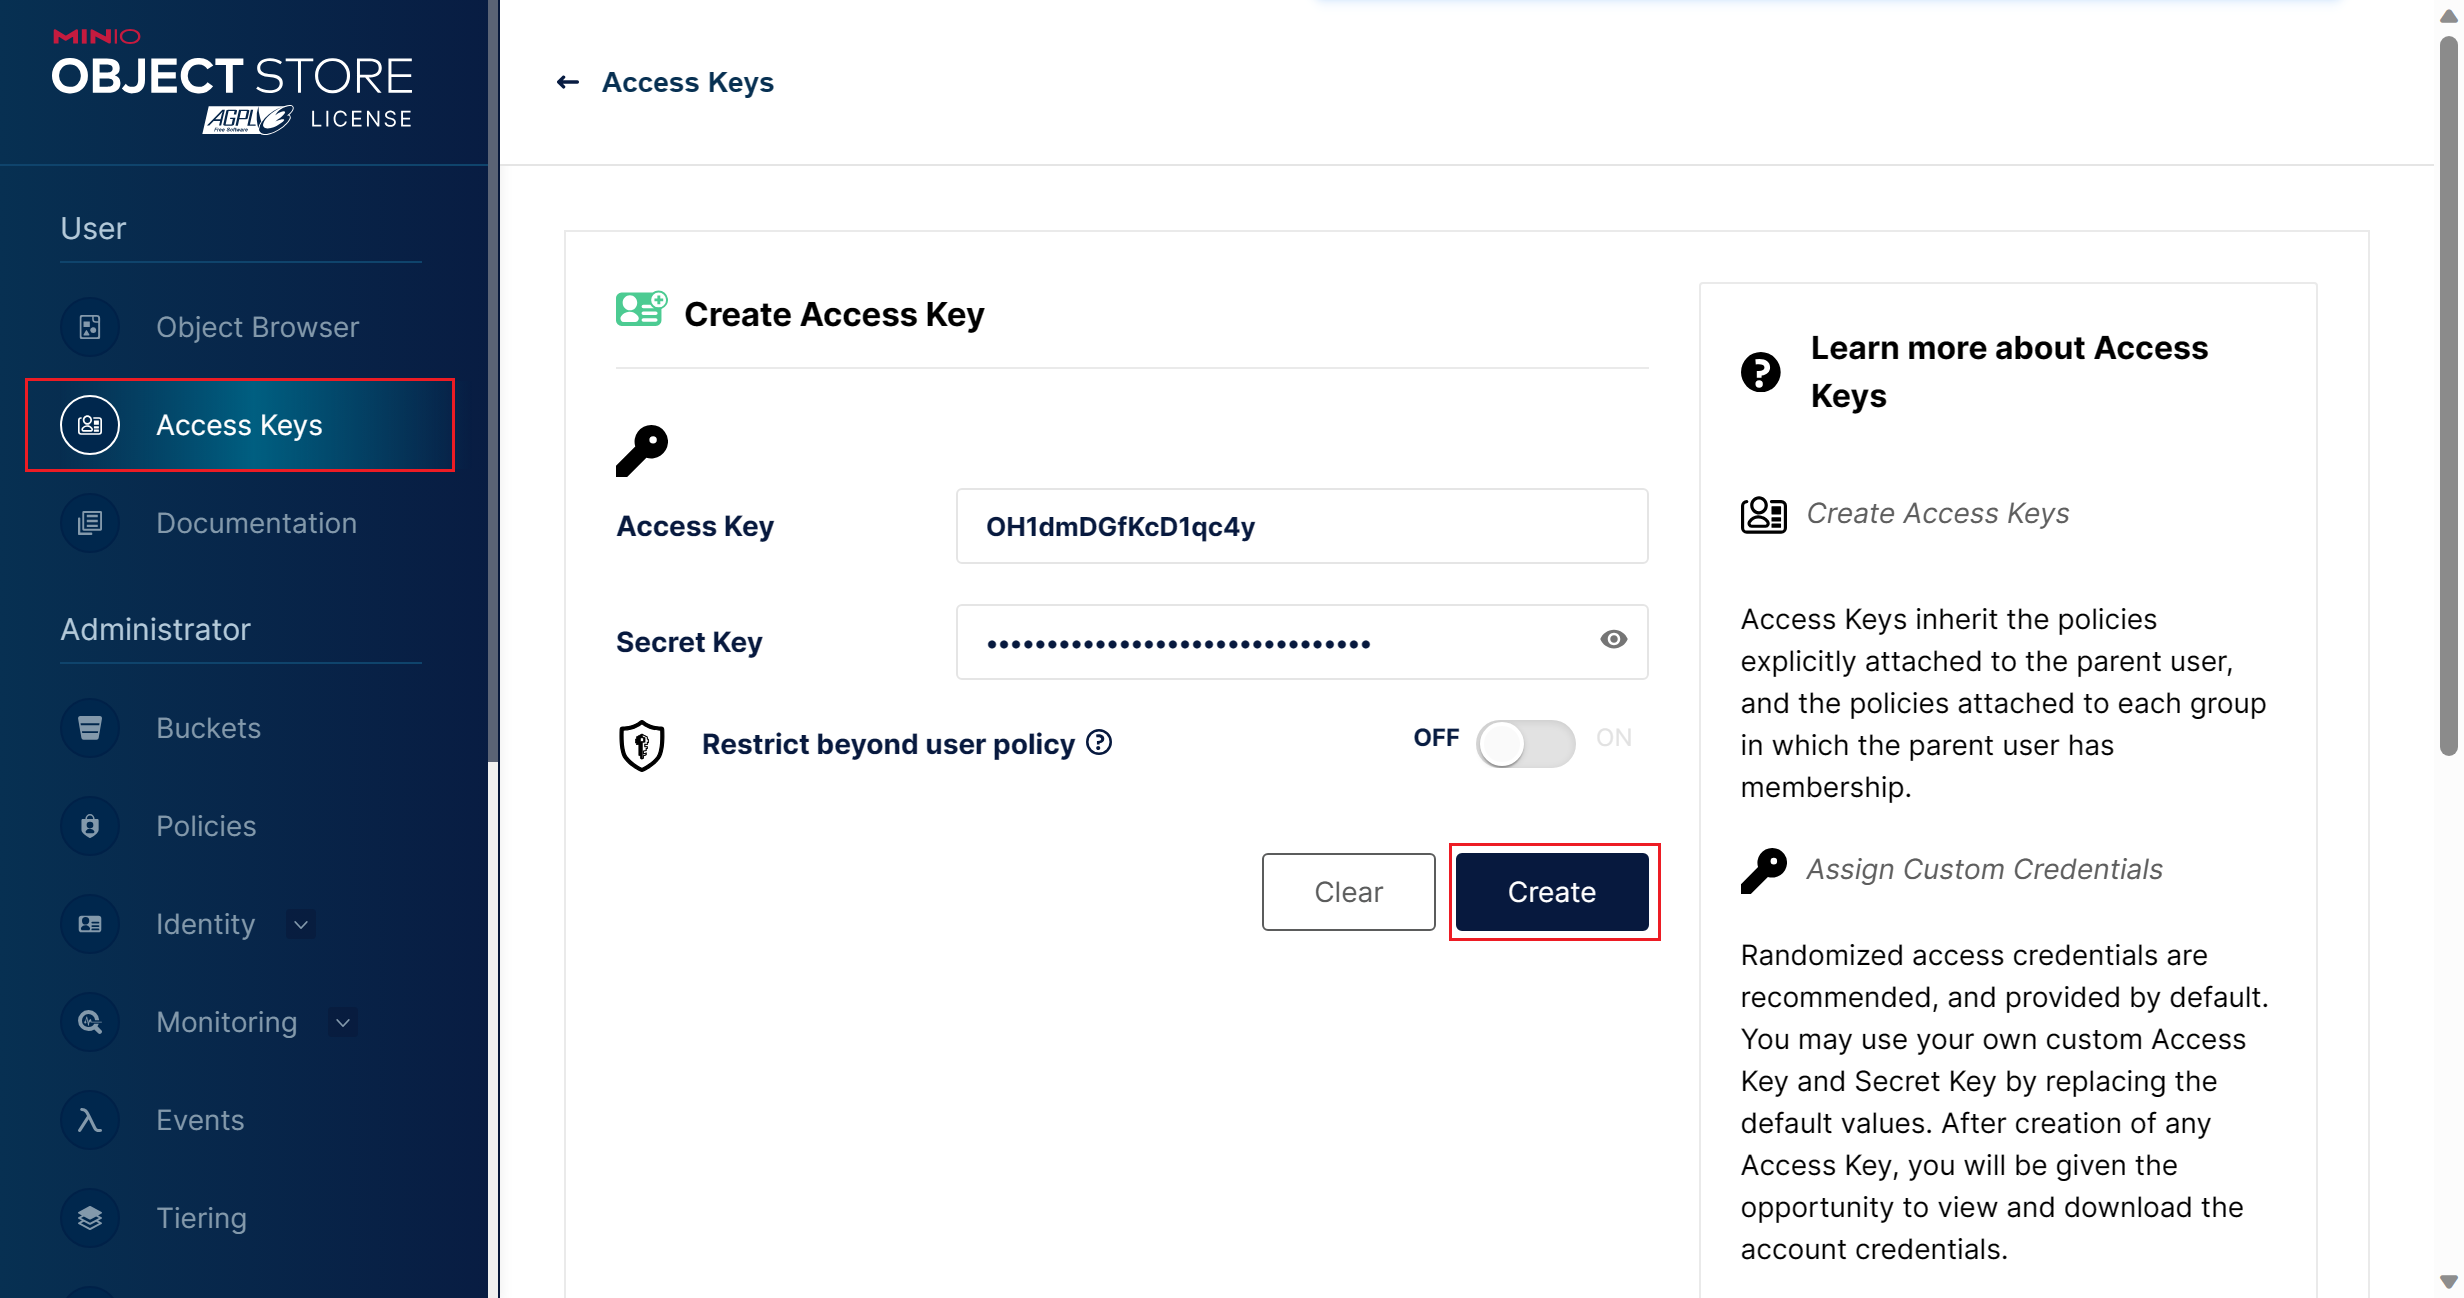 MINIO
OBJECT STORE
AGPL v3 LICENSE
Free Software
User
Object Browser
Access Keys
Documentation
Administrator
Buckets
Policies
Identity
Monitoring
Events
Tiering
← Access Keys
Create Access Key
Access Key
OH1dmDGfKcD1qc4y
Secret Key
••••••••••••••••••••••••••••••••
Restrict beyond user policy
OFF
ON
Clear
Create
Learn more about Access
Keys
Create Access Keys
Access Keys inherit the policies
explicitly attached to the parent user,
and the policies attached to each group
in which the parent user has
membership.
Assign Custom Credentials
Randomized access credentials are
recommended, and provided by default.
You may use your own custom Access
Key and Secret Key by replacing the
default values. After creation of any
Access Key, you will be given the
opportunity to view and download the
account credentials.